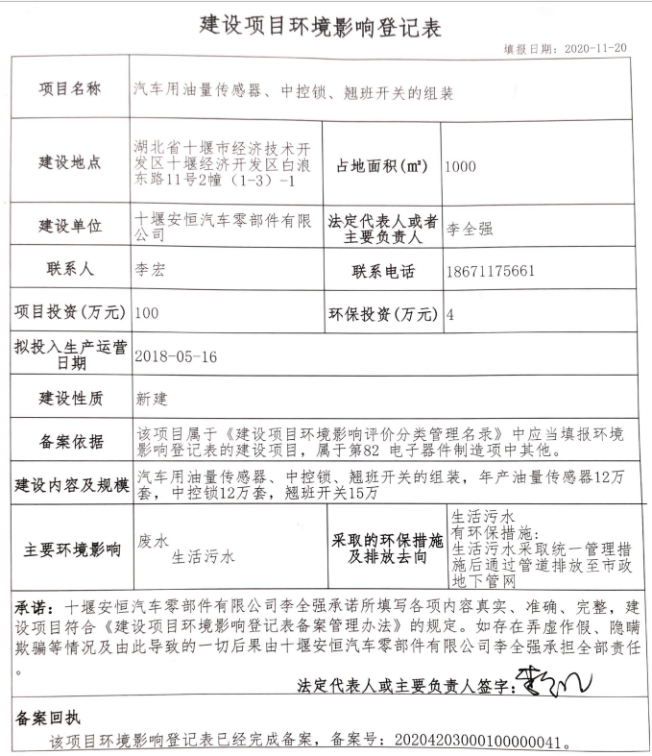 建设项目环境影响登记表
填报日期：2020-11-20
项目名称
汽车用油量传感器、中控锁、翘班开关的组装
建设地点
湖北省十堰市经济技术开
发区十堰经济开发区白浪
东路11号2幢（1-3）-1
占地面积(㎡)
1000
建设单位
十堰安恒汽车零部件有限
公司
法定代表人或者
主要负责人
李全强
联系人
李宏
联系电话
18671175661
项目投资(万元)
100
环保投资(万元)
4
拟投入生产运营
日期
2018-05-16
建设性质
新建
备案依据
该项目属于《建设项目环境影响评价分类管理名录》中应当填报环境
影响登记表的建设项目，属于第82 电子器件制造项中其他。
建设内容及规模
汽车用油量传感器、中控锁、翘班开关的组装，年产油量传感器12万
套，中控锁12万套，翘班开关15万
主要环境影响
废水
生活污水
采取的环保措施
及排放去向
生活污水
有环保措施：
生活污水采取统一管理措
施后通过管道排放至市政
地下管网
承诺：十堰安恒汽车零部件有限公司李全强承诺所填写各项内容真实、准确、完整，建
设项目符合《建设项目环境影响登记表备案管理办法》的规定。如存在弄虚作假、隐瞒
欺骗等情况及由此导致的一切后果由十堰安恒汽车零部件有限公司李全强承担全部责任
。
法定代表人或主要负责人签字：
备案回执
该项目环境影响登记表已经完成备案，备案号：20204203000100000041。